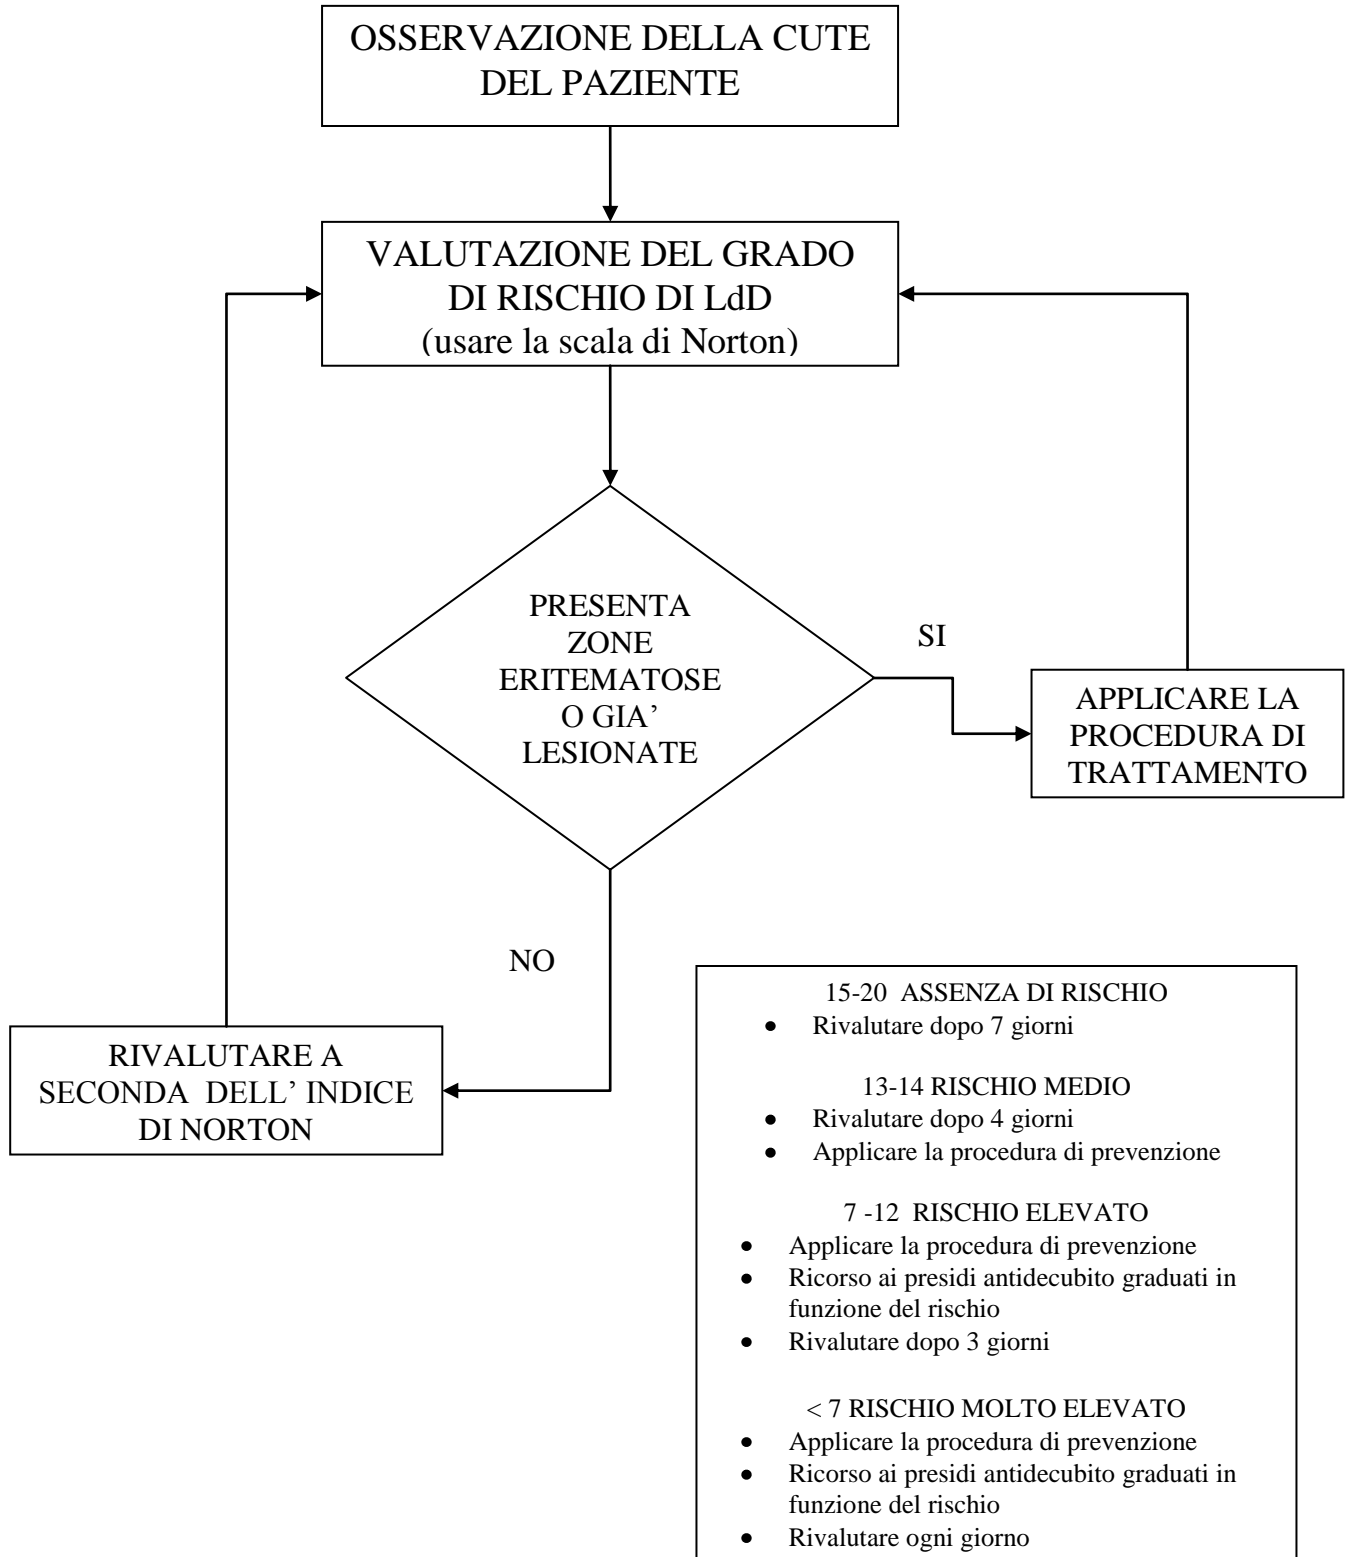 OSSERVAZIONE DELLA CUTE
DEL PAZIENTE
VALUTAZIONE DEL GRADO
DI RISCHIO DI LdD
(usare la scala di Norton)
PRESENTA
ZONE
ERITEMATOSE
O GIA’
LESIONATE
SI
APPLICARE LA
PROCEDURA DI
TRATTAMENTO
NO
RIVALUTARE A
SECONDA DELL’ INDICE
DI NORTON
15-20 ASSENZA DI RISCHIO
• Rivalutare dopo 7 giorni
13-14 RISCHIO MEDIO
• Rivalutare dopo 4 giorni
• Applicare la procedura di prevenzione
7 -12 RISCHIO ELEVATO
• Applicare la procedura di prevenzione
• Ricorso ai presidi antidecubito graduati in
funzione del rischio
• Rivalutare dopo 3 giorni
< 7 RISCHIO MOLTO ELEVATO
• Applicare la procedura di prevenzione
• Ricorso ai presidi antidecubito graduati in
funzione del rischio
• Rivalutare ogni giorno